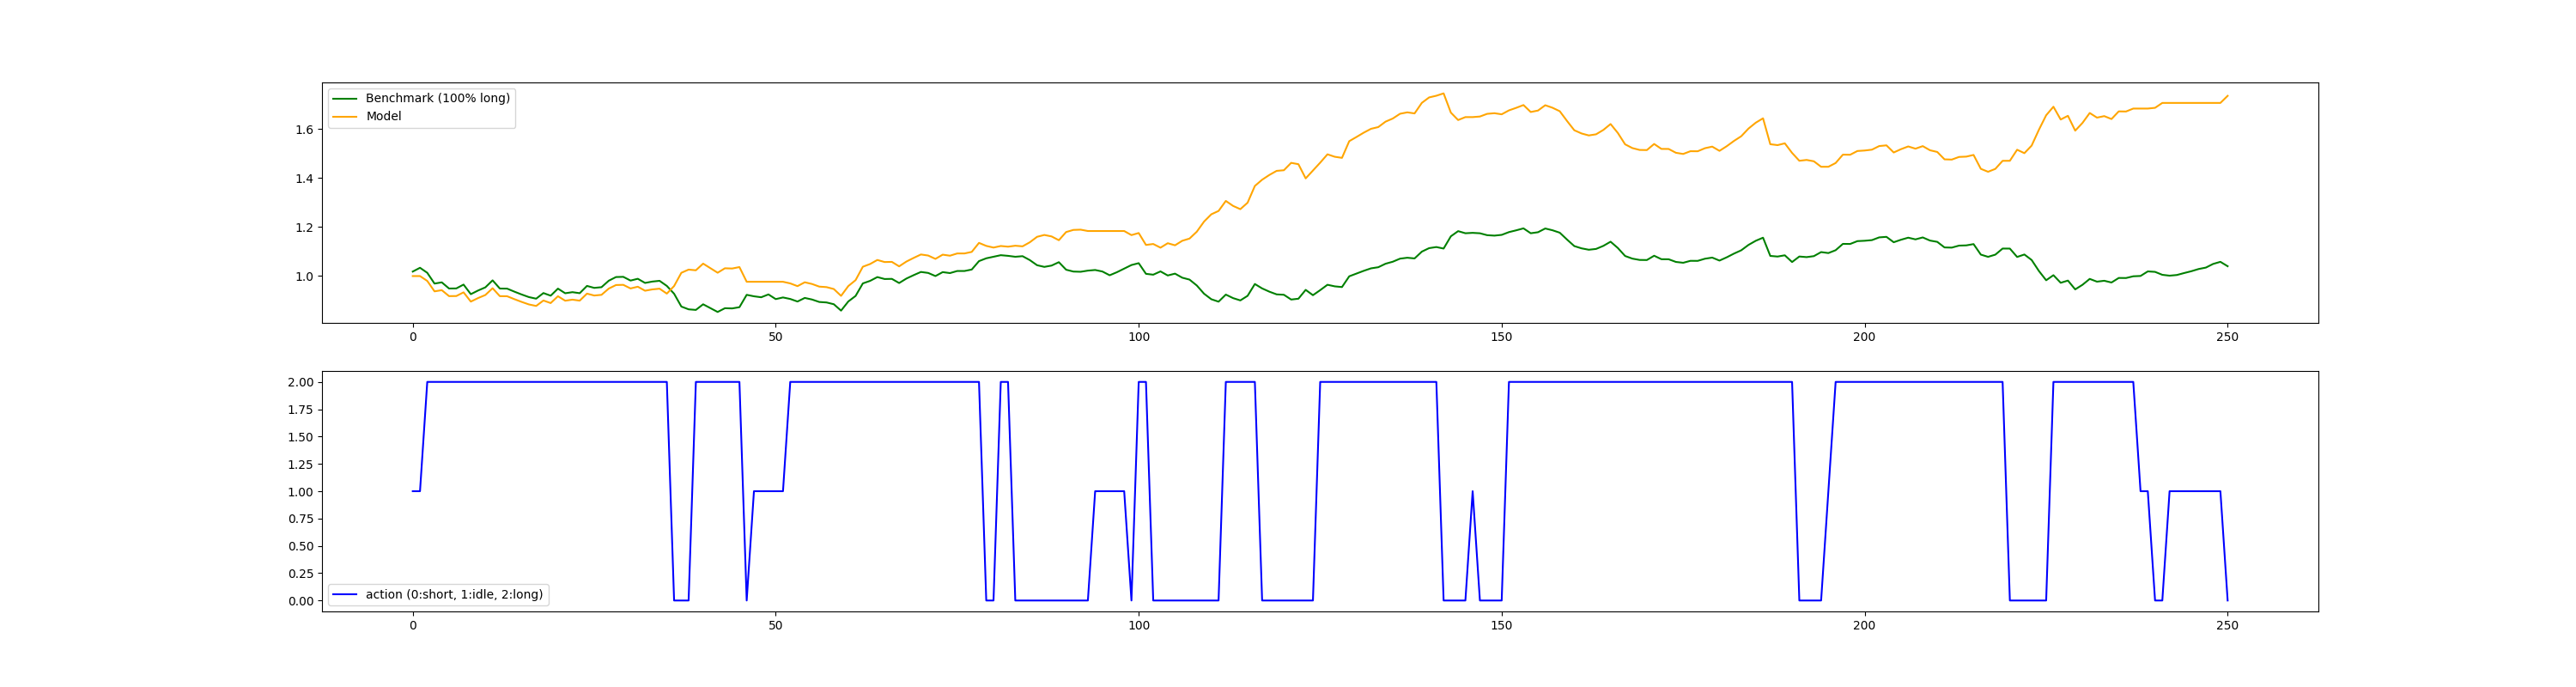 Benchmark (100% long)
Model
1.6
1.4
1.2
1.0
0 50 100 150 200 250
2.00
1.75
1.50
1.25
1.00
0.75
0.50
0.25
0.00
action (0:short, 1:idle, 2:long)
0 50 100 150 200 250